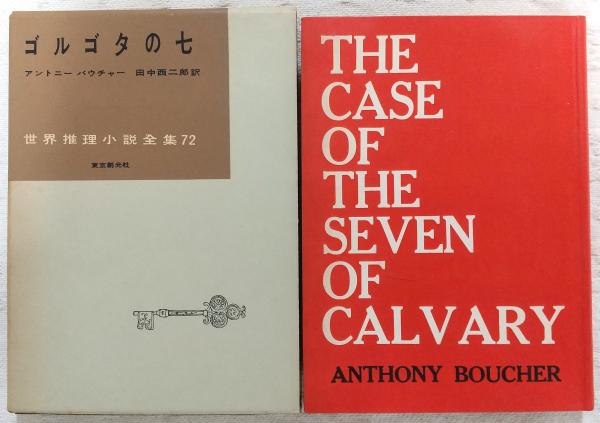 ゴルゴタの七
アントニー バウチャー 田中西二郎訳
世界推理小説全集72
東京創元社
THE
CASE
OF
THE
SEVEN
OF
CALVARY
ANTHONY BOUCHER